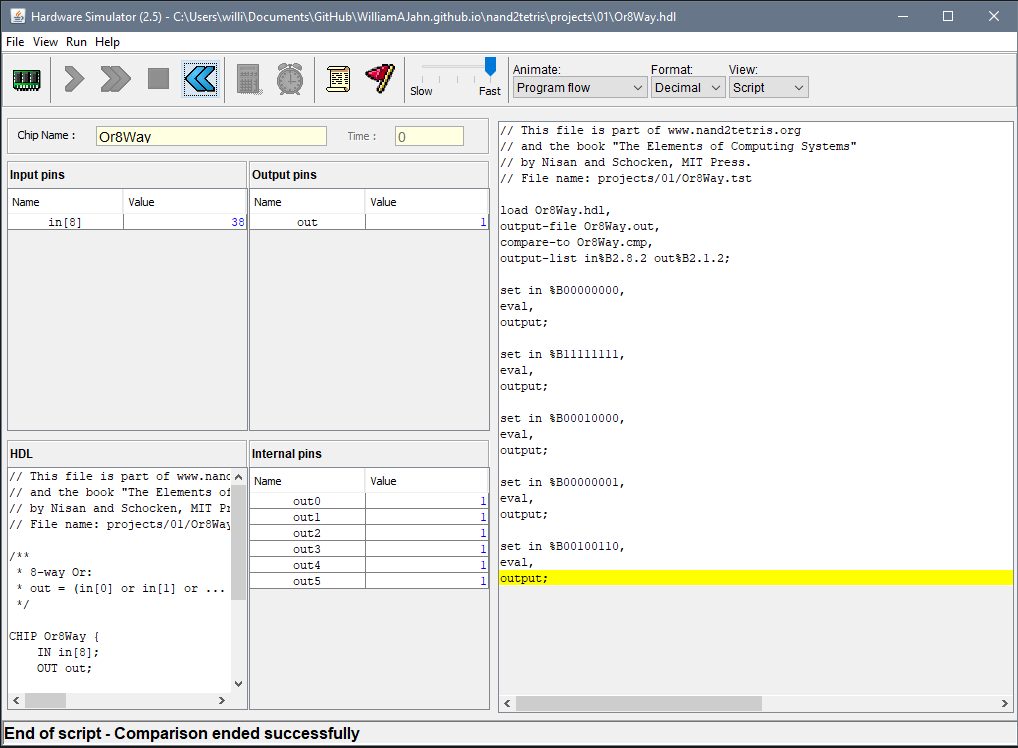 Hardware Simulator (2.5) - C:\Users\willi\Documents\GitHub\WilliamAJahn.github.io\nand2tetris\projects\01\Or8Way.hdl
File View Run Help
Slow
Fast
Animate:
Program flow
Format:
Decimal
View:
Script
Chip Name :
Or8Way
Time :
0
Input pins
Name Value
in[8] 38
Output pins
Name Value
out 1
HDL
// This file is part of www.nand
// and the book "The Elements of
// by Nisan and Schocken, MIT Pr
// File name: projects/01/Or8Way
/**
* 8-way Or:
* out = (in[0] or in[1] or ...
*/
CHIP Or8Way {
IN in[8];
OUT out;
Internal pins
Name Value
out0 1
out1 1
out2 1
out3 1
out4 1
out5 1
// This file is part of www.nand2tetris.org
// and the book "The Elements of Computing Systems"
// by Nisan and Schocken, MIT Press.
// File name: projects/01/Or8Way.tst
load Or8Way.hdl,
output-file Or8Way.out,
compare-to Or8Way.cmp,
output-list in%B2.8.2 out%B2.1.2;
set in %B00000000,
eval,
output;
set in %B11111111,
eval,
output;
set in %B00010000,
eval,
output;
set in %B00000001,
eval,
output;
set in %B00100110,
eval,
output;
End of script - Comparison ended successfully